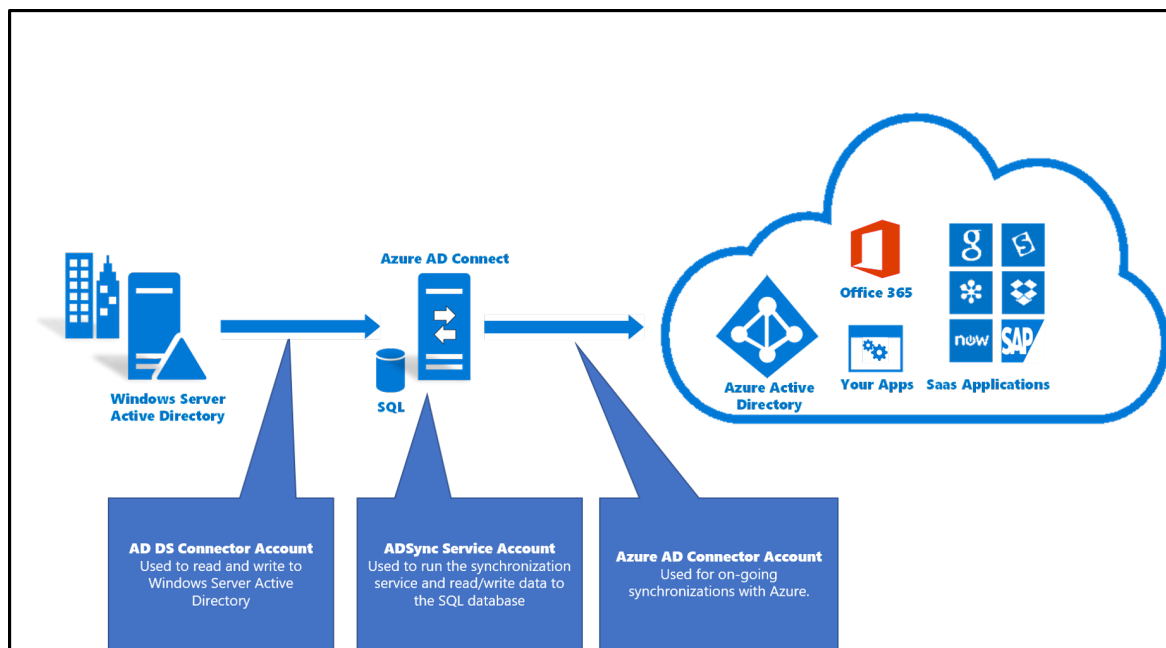 Azure AD Connect
Windows Server
Active Directory
SQL
Office 365
g
now
SAP
Azure Active
Directory
Your Apps
Saas Applications
AD DS Connector Account
Used to read and write to
Windows Server Active
Directory
ADSync Service Account
Used to run the synchronization
service and read/write data to
the SQL database
Azure AD Connector Account
Used for on-going
synchronizations with Azure.